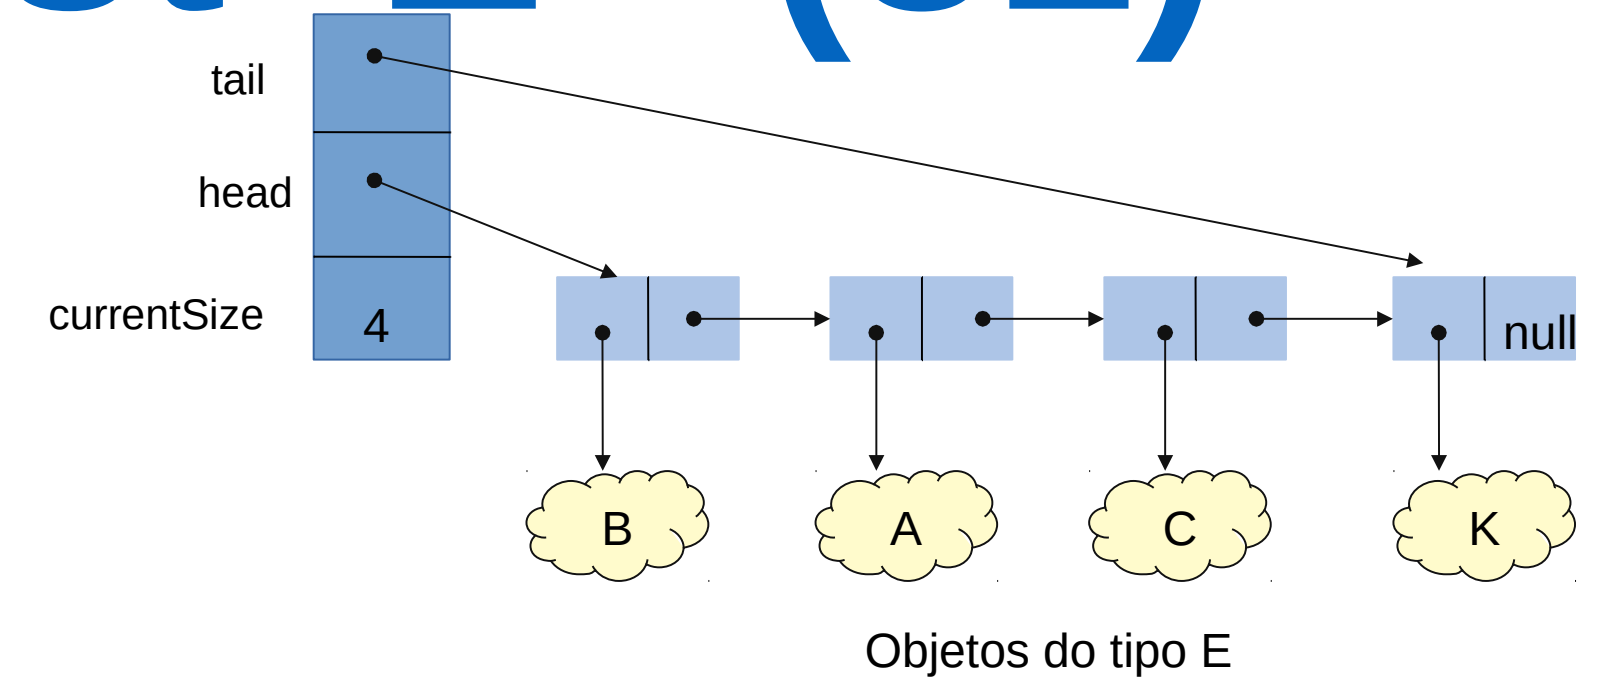 tail
head
currentSize
4
null
B
A
C
K
Objetos do tipo E